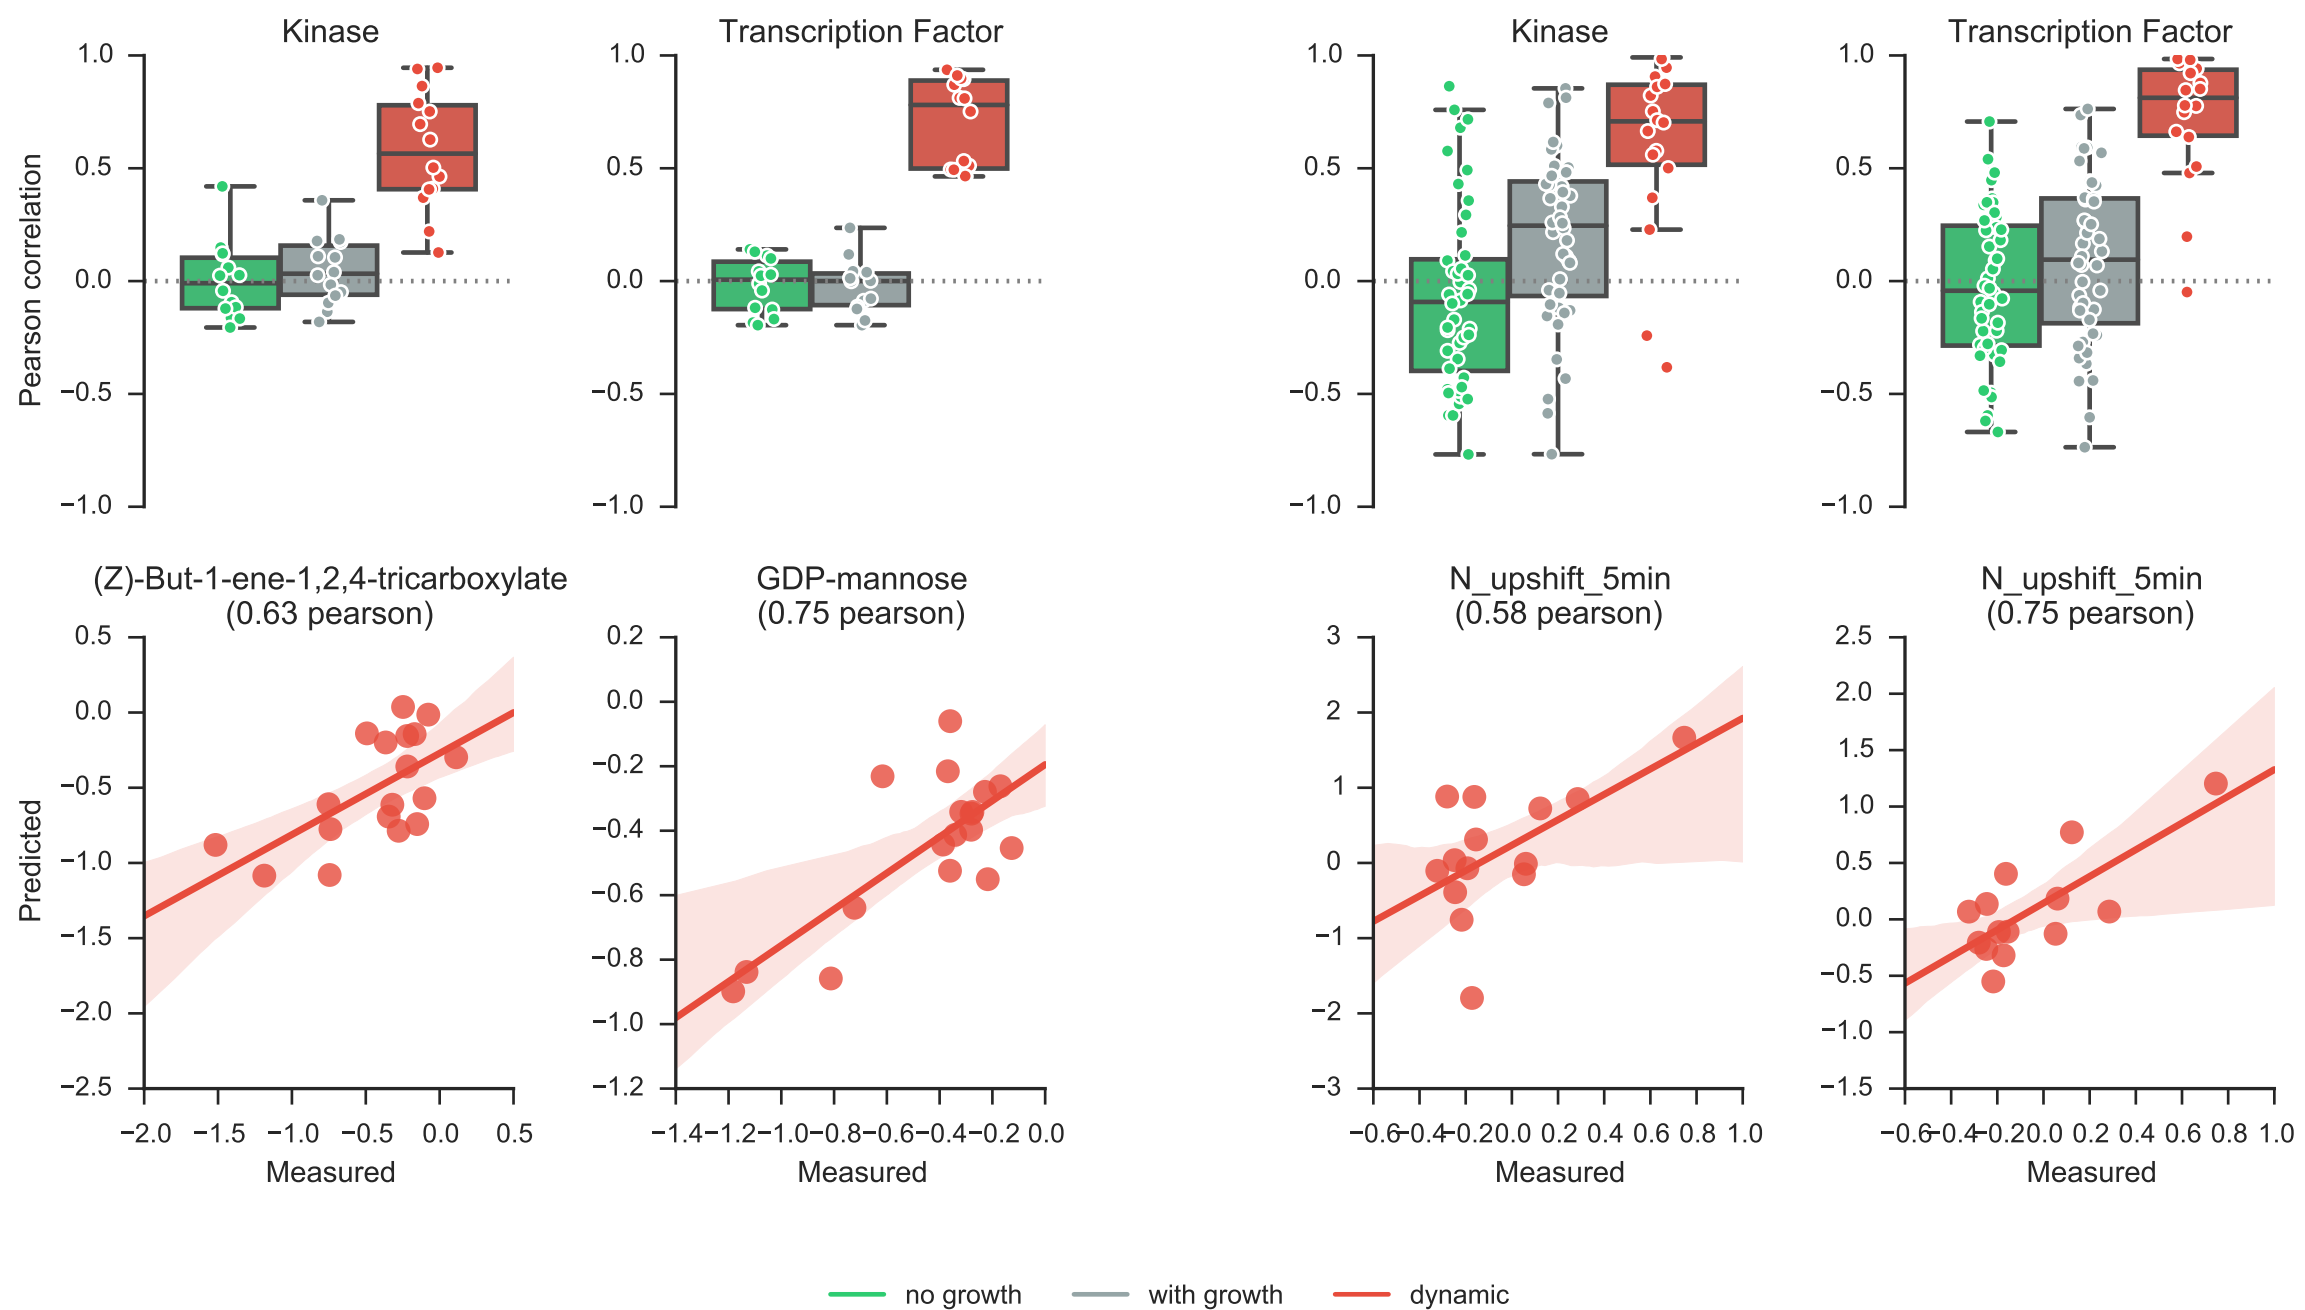 Kinase
Transcription Factor
Kinase
Transcription Factor
Pearson correlation
1.0
0.5
0.0
−0.5
−1.0
1.0
0.5
0.0
−0.5
−1.0
1.0
0.5
0.0
−0.5
−1.0
1.0
0.5
0.0
−0.5
−1.0
(Z)-But-1-ene-1,2,4-tricarboxylate
(0.63 pearson)
GDP-mannose
(0.75 pearson)
N_upshift_5min
(0.58 pearson)
N_upshift_5min
(0.75 pearson)
Predicted
0.5
0.0
−0.5
−1.0
−1.5
−2.0
−2.5
−2.0 −1.5 −1.0 −0.5 0.0 0.5
Measured
0.2
0.0
−0.2
−0.4
−0.6
−0.8
−1.0
−1.2
−1.4 −1.2 −1.0 −0.8 −0.6 −0.4 −0.2 0.0
Measured
3
2
1
0
−1
−2
−3
−0.6 −0.4 −0.2 0.0 0.2 0.4 0.6 0.8 1.0
Measured
2.5
2.0
1.5
1.0
0.5
0.0
−0.5
−1.0
−1.5
−0.6 −0.4 −0.2 0.0 0.2 0.4 0.6 0.8 1.0
Measured
no growth with growth dynamic